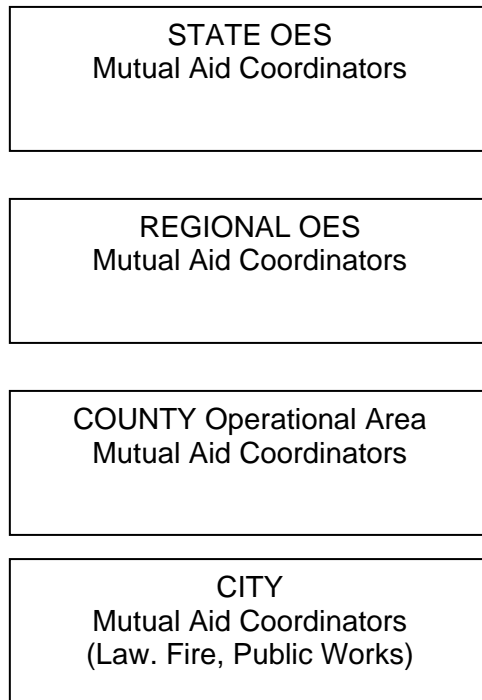 STATE OES
Mutual Aid Coordinators
REGIONAL OES
Mutual Aid Coordinators
COUNTY Operational Area
Mutual Aid Coordinators
CITY
Mutual Aid Coordinators
(Law. Fire, Public Works)